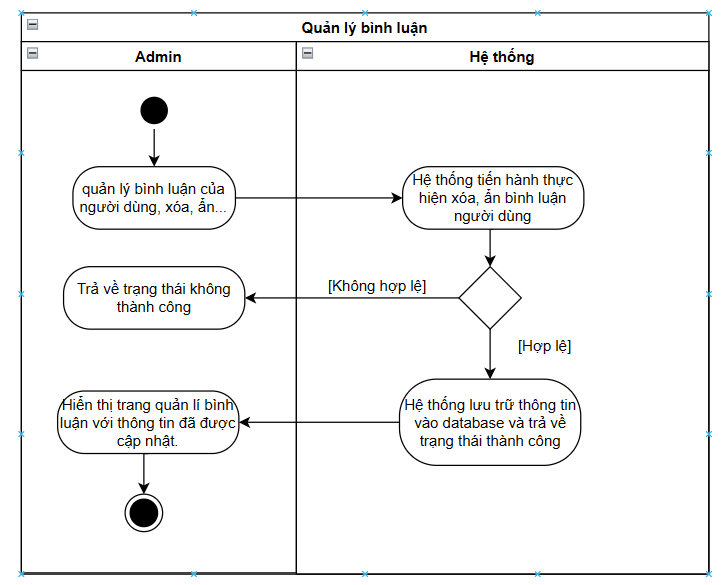 Quản lý bình luận
Admin
Hệ thống
quản lý bình luận của
người dùng, xóa, ẩn...
Hệ thống tiến hành thực
hiện xóa, ẩn bình luận
người dùng
Trả về trạng thái không
thành công
[Không hợp lệ]
[Hợp lệ]
Hiển thị trang quản lí bình
luận với thông tin đã được
cập nhật.
Hệ thống lưu trữ thông tin
vào database và trả về
trạng thái thành công